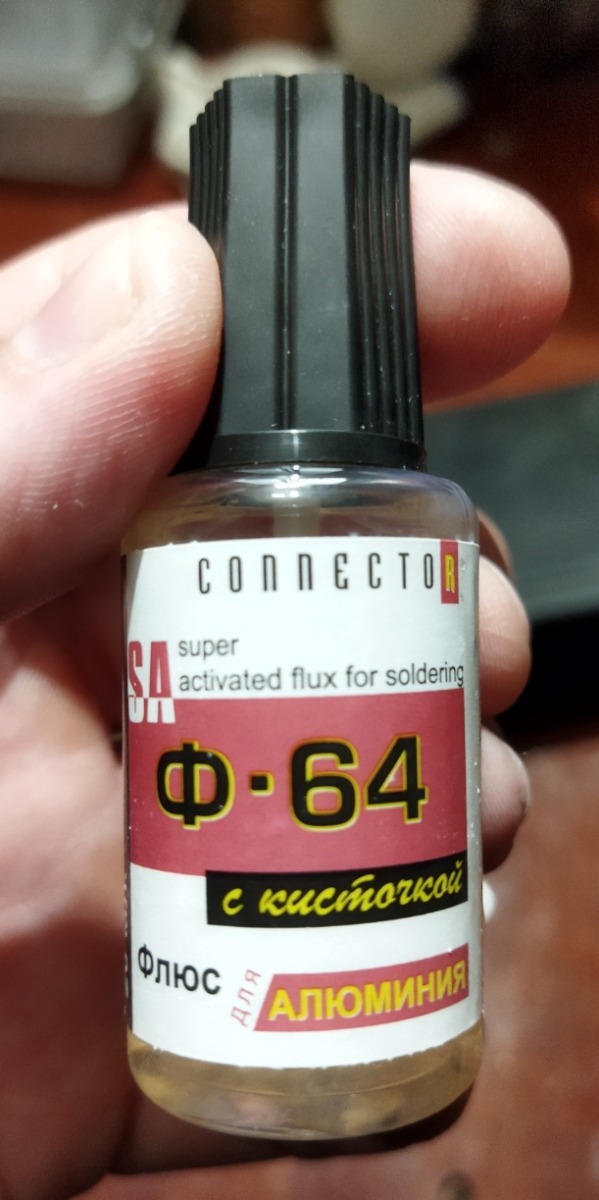 CONNECTOR
SA super
activated flux for soldering
Ф-64
с кисточкой
Флюс для АЛЮМИНИЯ